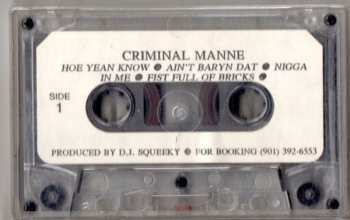 CRIMINAL MANNE
HOE YEAN KNOW ● AIN'T BARYN DAT ● NIGGA
IN ME ● FIST FULL OF BRICKS ●
SIDE
1
PRODUCED BY D.J. SQUEEKY ● FOR BOOKING (901) 392-6553